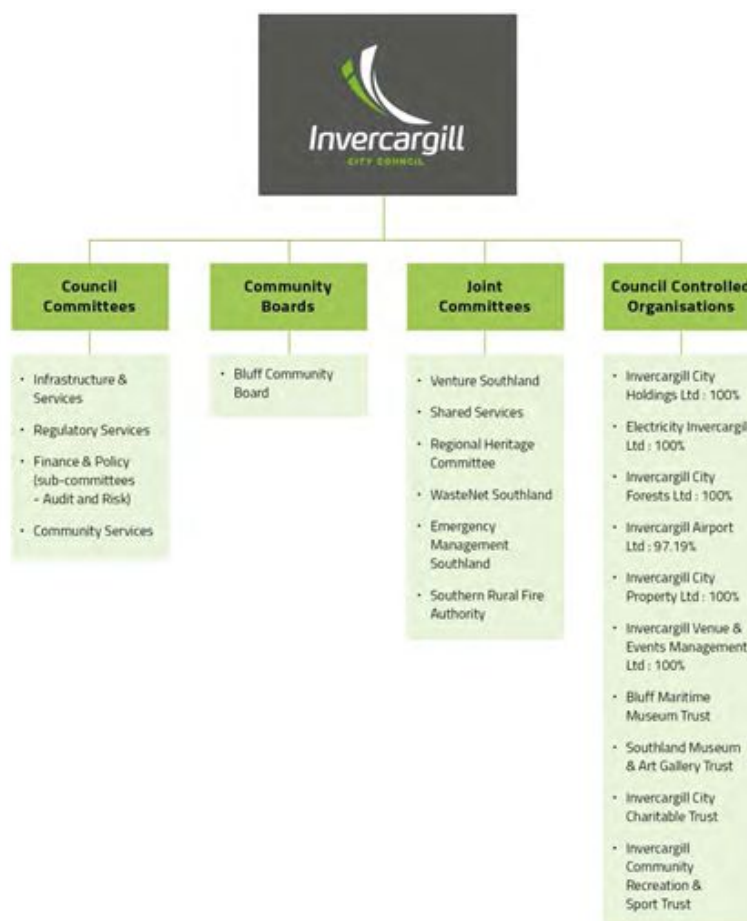 Invercargill
CITY COUNCIL
Council
Committees
• Infrastructure &
Services
• Regulatory Services
• Finance & Policy
(sub-committees
- Audit and Risk)
• Community Services
Community
Boards
• Bluff Community
Board
Joint
Committees
• Venture Southland
• Shared Services
• Regional Heritage
Committee
• WasteNet Southland
• Emergency
Management
Southland
• Southern Rural Fire
Authority
Council Controlled
Organisations
• Invercargill City
Holdings Ltd : 100%
• Electricity Invercargill
Ltd : 100%
• Invercargill City
Forests Ltd : 100%
• Invercargill Airport
Ltd : 97.19%
• Invercargill City
Property Ltd : 100%
• Invercargill Venue &
Events Management
Ltd : 100%
• Bluff Maritime
Museum Trust
• Southland Museum
& Art Gallery Trust
• Invercargill City
Charitable Trust
• Invercargill
Community
Recreation &
Sport Trust